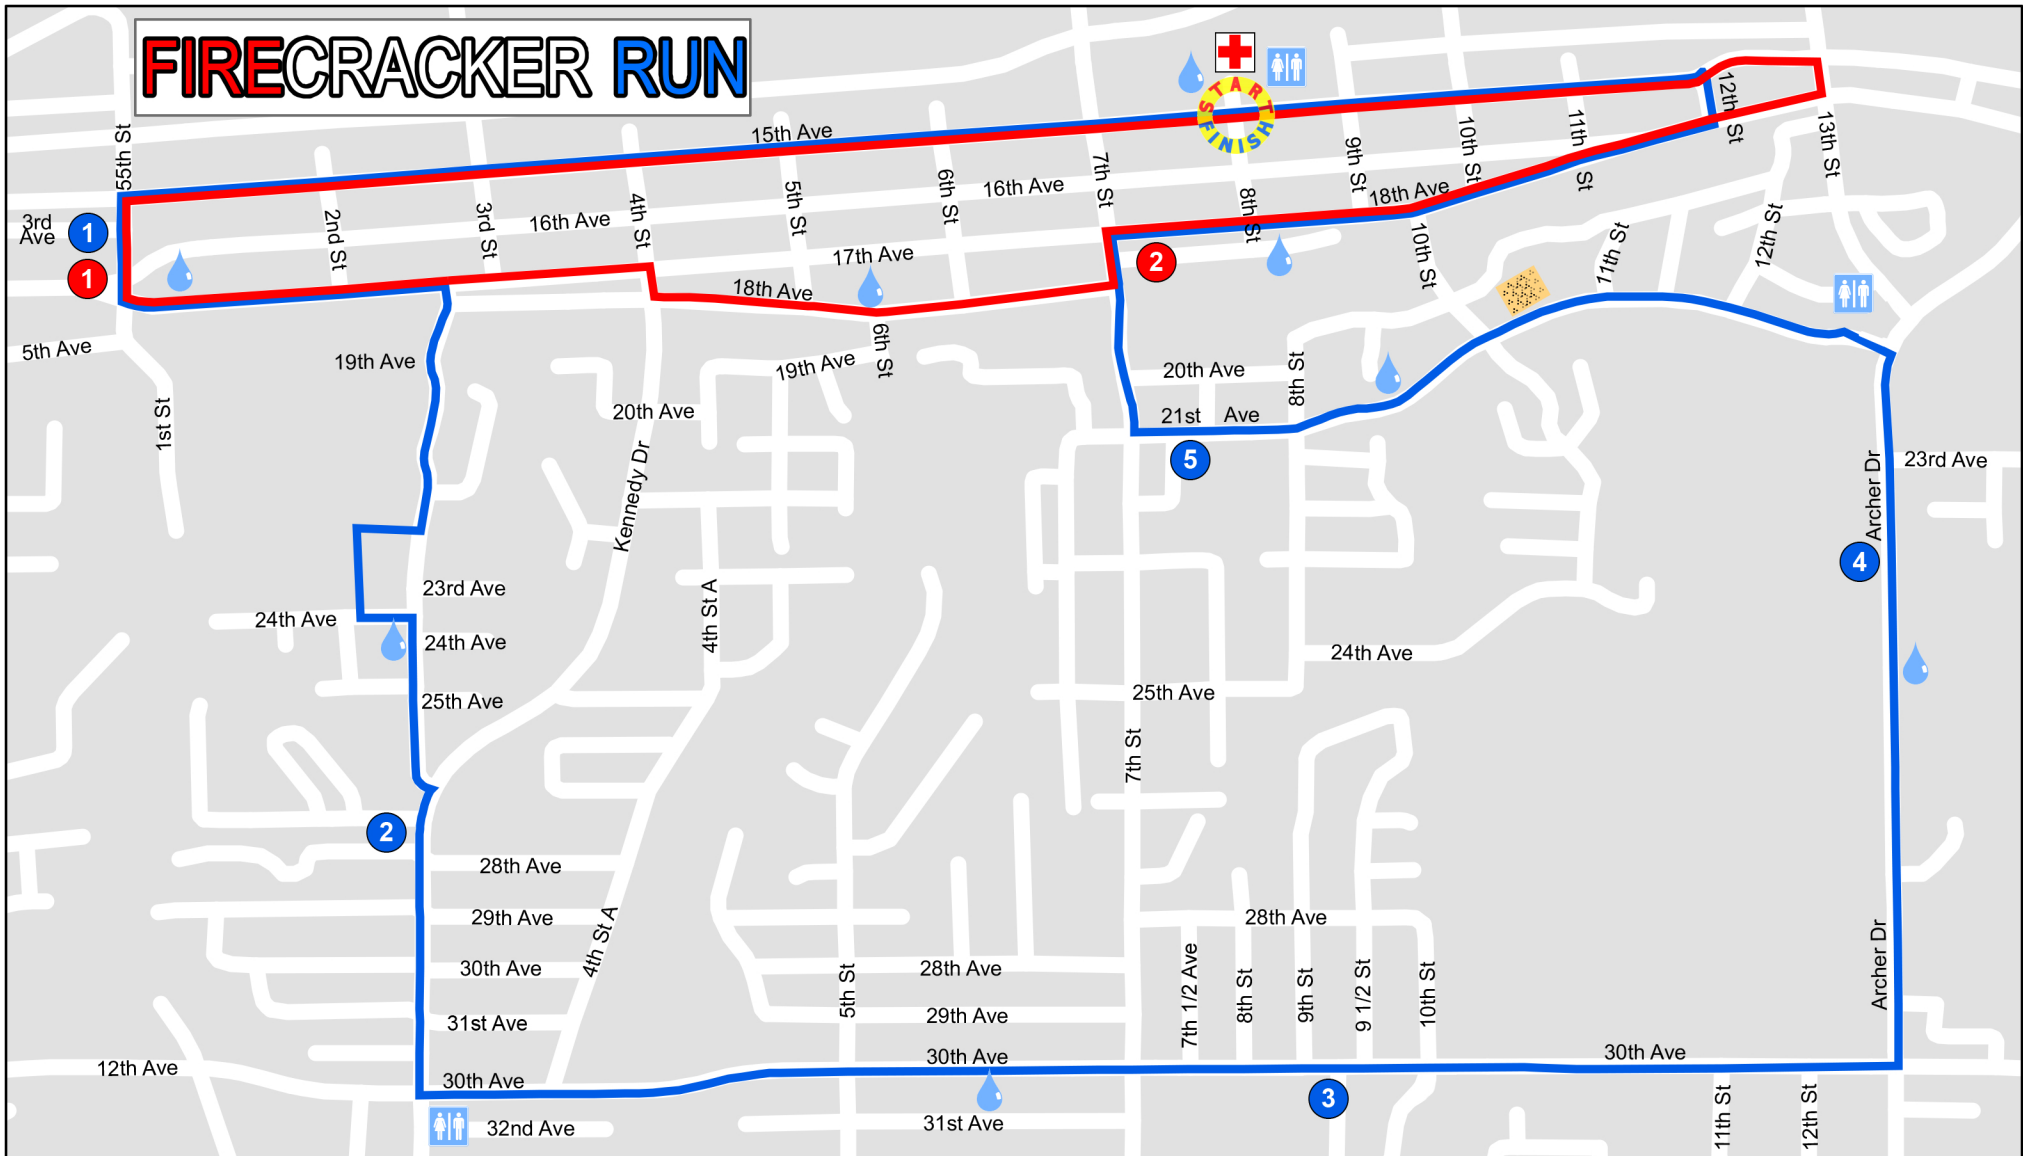 FIRECRACKER RUN
START
FINISH
55th St
15th Ave
12th St
13th St
11th
St
10th St
9th St
7th St
16th Ave
18th Ave
8th St
6th St
5th St
4th St
16th Ave
3rd St
2nd St
3rd
Ave
1
1
17th Ave
2
10th St
11th St
12th St
18th Ave
5th Ave
19th Ave
6th St
19th Ave
20th Ave
8th St
20th Ave
21st Ave
5
1st St
Kennedy Dr
Archer Dr
23rd Ave
4
23rd Ave
24th Ave
24th Ave
4th St A
24th Ave
25th Ave
25th Ave
7th St
2
28th Ave
29th Ave
4th St A
30th Ave
31st Ave
28th Ave
28th Ave
5th St
29th Ave
7th 1/2 Ave
8th St
9th St
9 1/2 St
10th St
Archer Dr
12th Ave
30th Ave
30th Ave
30th Ave
3
32nd Ave
31st Ave
11th St
12th St